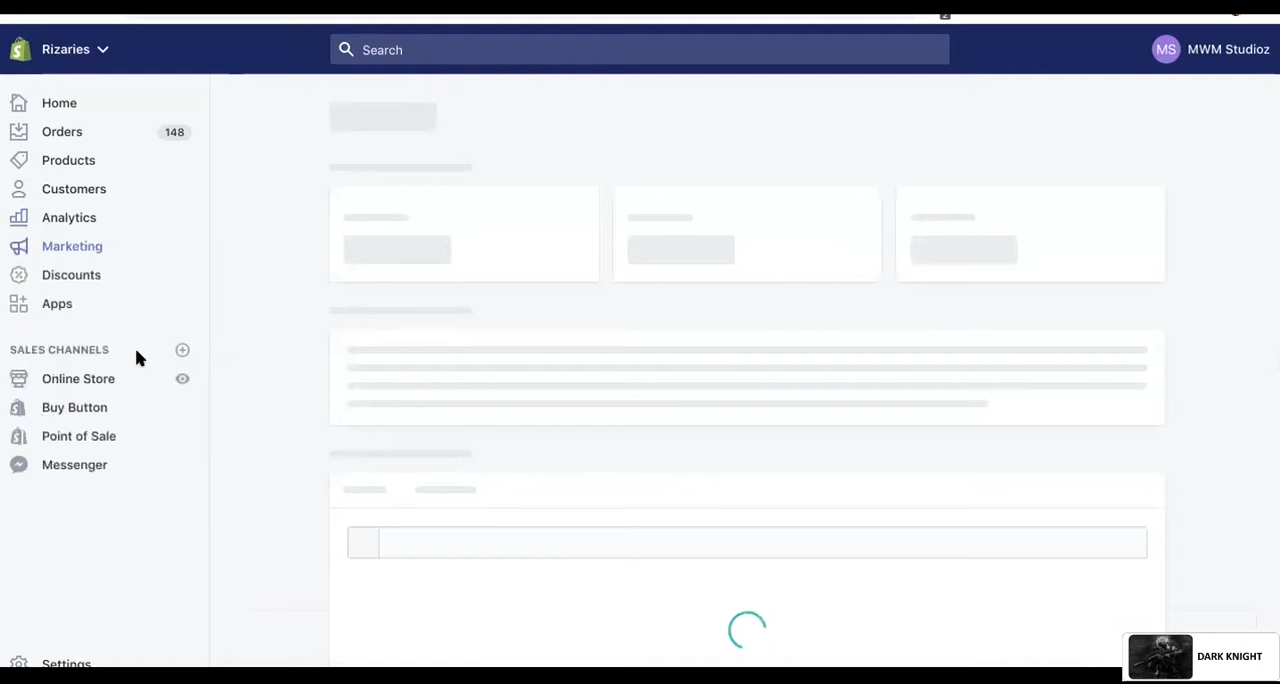 Rizaries
Search
MS MWM Studioz
Home
Orders 148
Products
Customers
Analytics
Marketing
Discounts
Apps
SALES CHANNELS
Online Store
Buy Button
Point of Sale
Messenger
Settings
DARK KNIGHT